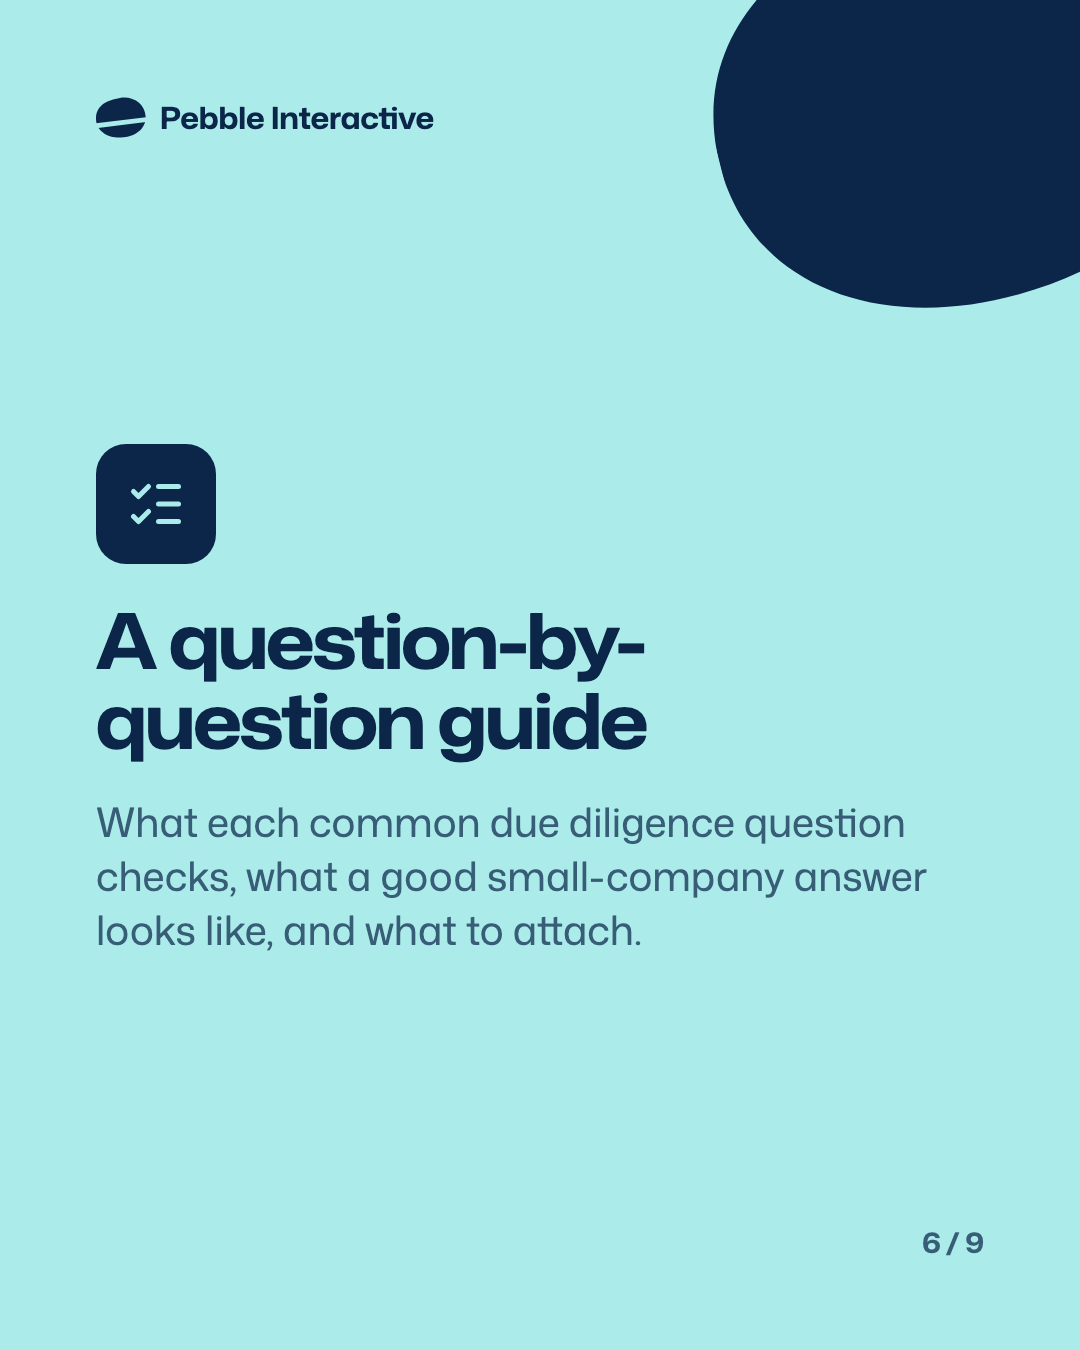 Pebble Interactive
A question-by-
question guide
What each common due diligence question
checks, what a good small-company answer
looks like, and what to attach.
6 / 9